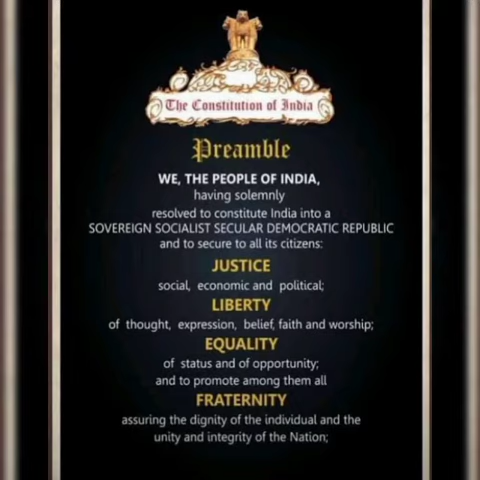 The Constitution of India
Preamble
WE, THE PEOPLE OF INDIA,
having solemnly
resolved to constitute India into a
SOVEREIGN SOCIALIST SECULAR DEMOCRATIC REPUBLIC
and to secure to all its citizens:
JUSTICE
social, economic and political;
LIBERTY
of thought, expression, belief, faith and worship;
EQUALITY
of status and of opportunity;
and to promote among them all
FRATERNITY
assuring the dignity of the individual and the
unity and integrity of the Nation;